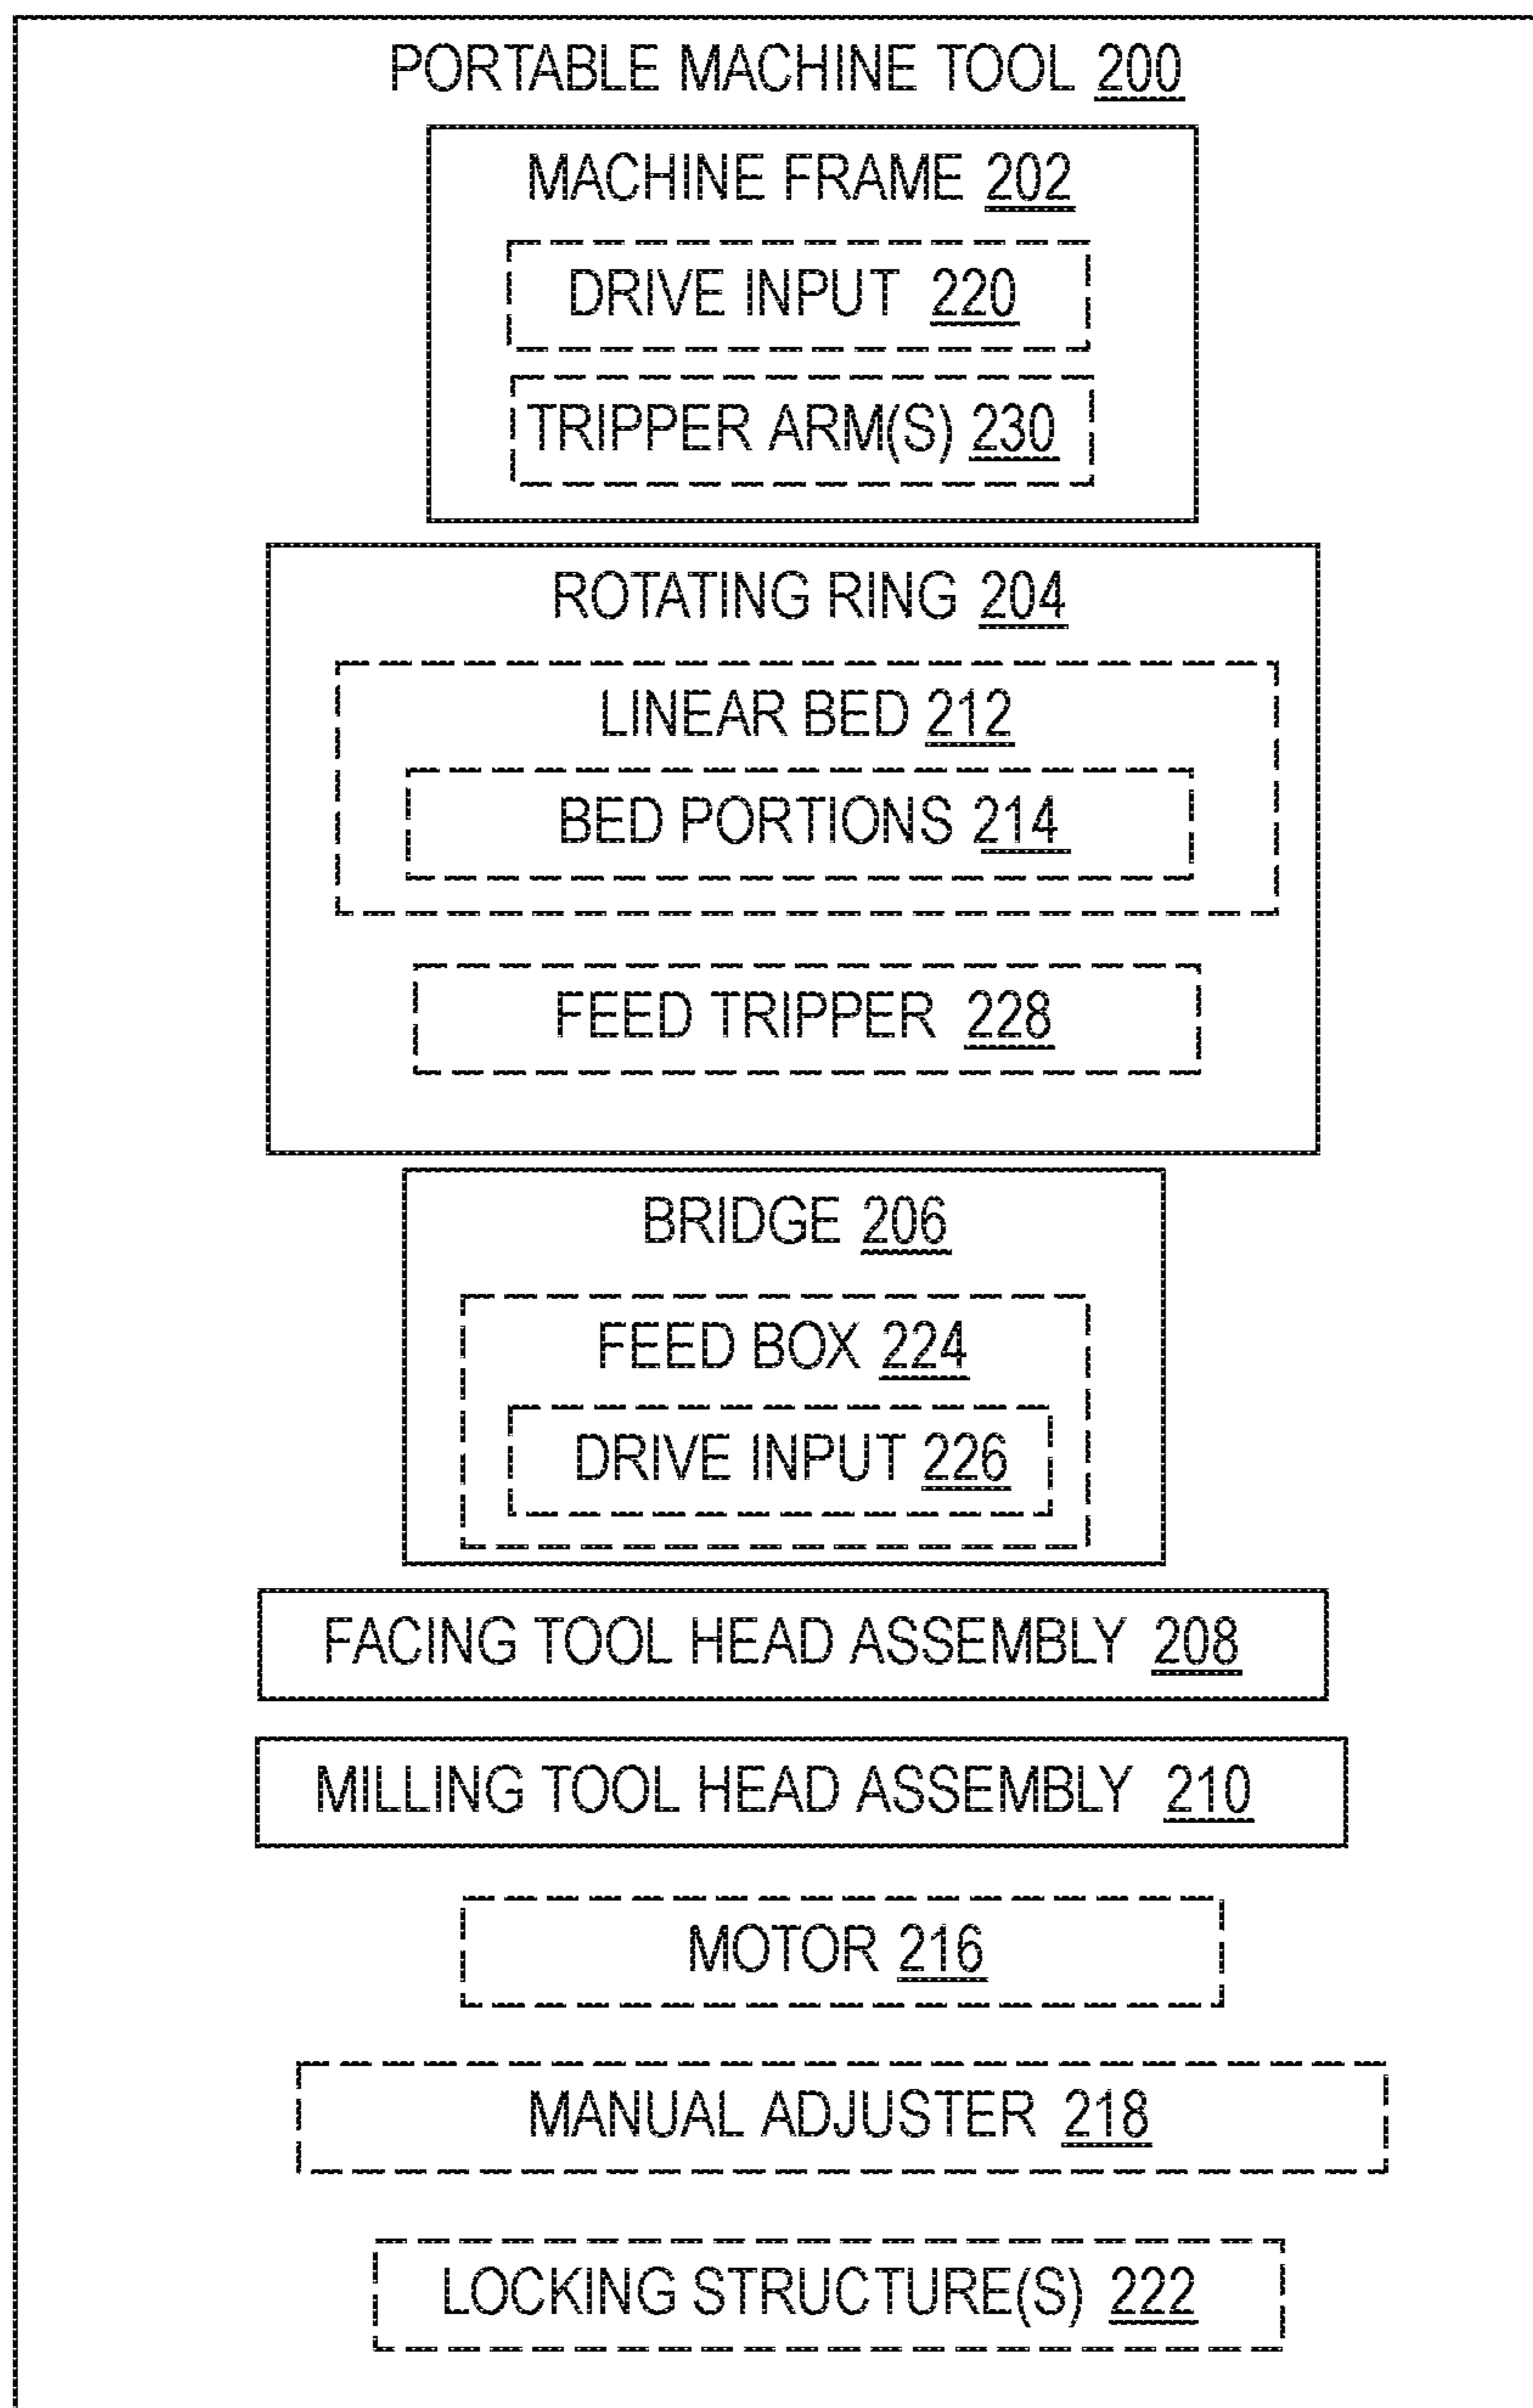 PORTABLE MACHINE TOOL 200
MACHINE FRAME 202
DRIVE INPUT 220
TRIPPER ARM(S) 230
ROTATING RING 204
LINEAR BED 212
BED PORTIONS 214
FEED TRIPPER 228
BRIDGE 206
FEED BOX 224
DRIVE INPUT 226
FACING TOOL HEAD ASSEMBLY 208
MILLING TOOL HEAD ASSEMBLY 210
MOTOR 216
MANUAL ADJUSTER 218
LOCKING STRUCTURE(S) 222